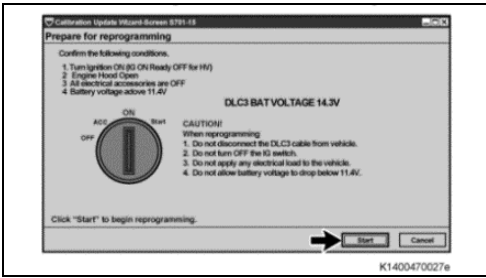 Calibration Update Wizard-Screen S701-15
Prepare for reprogramming
Confirm the following conditions.
1. Turn Ignition ON (IG ON Ready OFF for HV)
2 Engine Hood Open
3 All electrical accessories are OFF
4 Battery voltage adove 11.4V
DLC3 BAT VOLTAGE 14.3V
ON
ACC
Start
OFF
CAUTION!
When reprogramming
1. Do not disconnect the DLC3 cable from vehicle.
2. Do not turn OFF the IG switch.
3. Do not apply any electrical load to the vehicle.
4. Do not allow battery voltage to drop below 11.4V.
Click "Start" to begin reprogramming.
Start
Cancel
K1400470027e